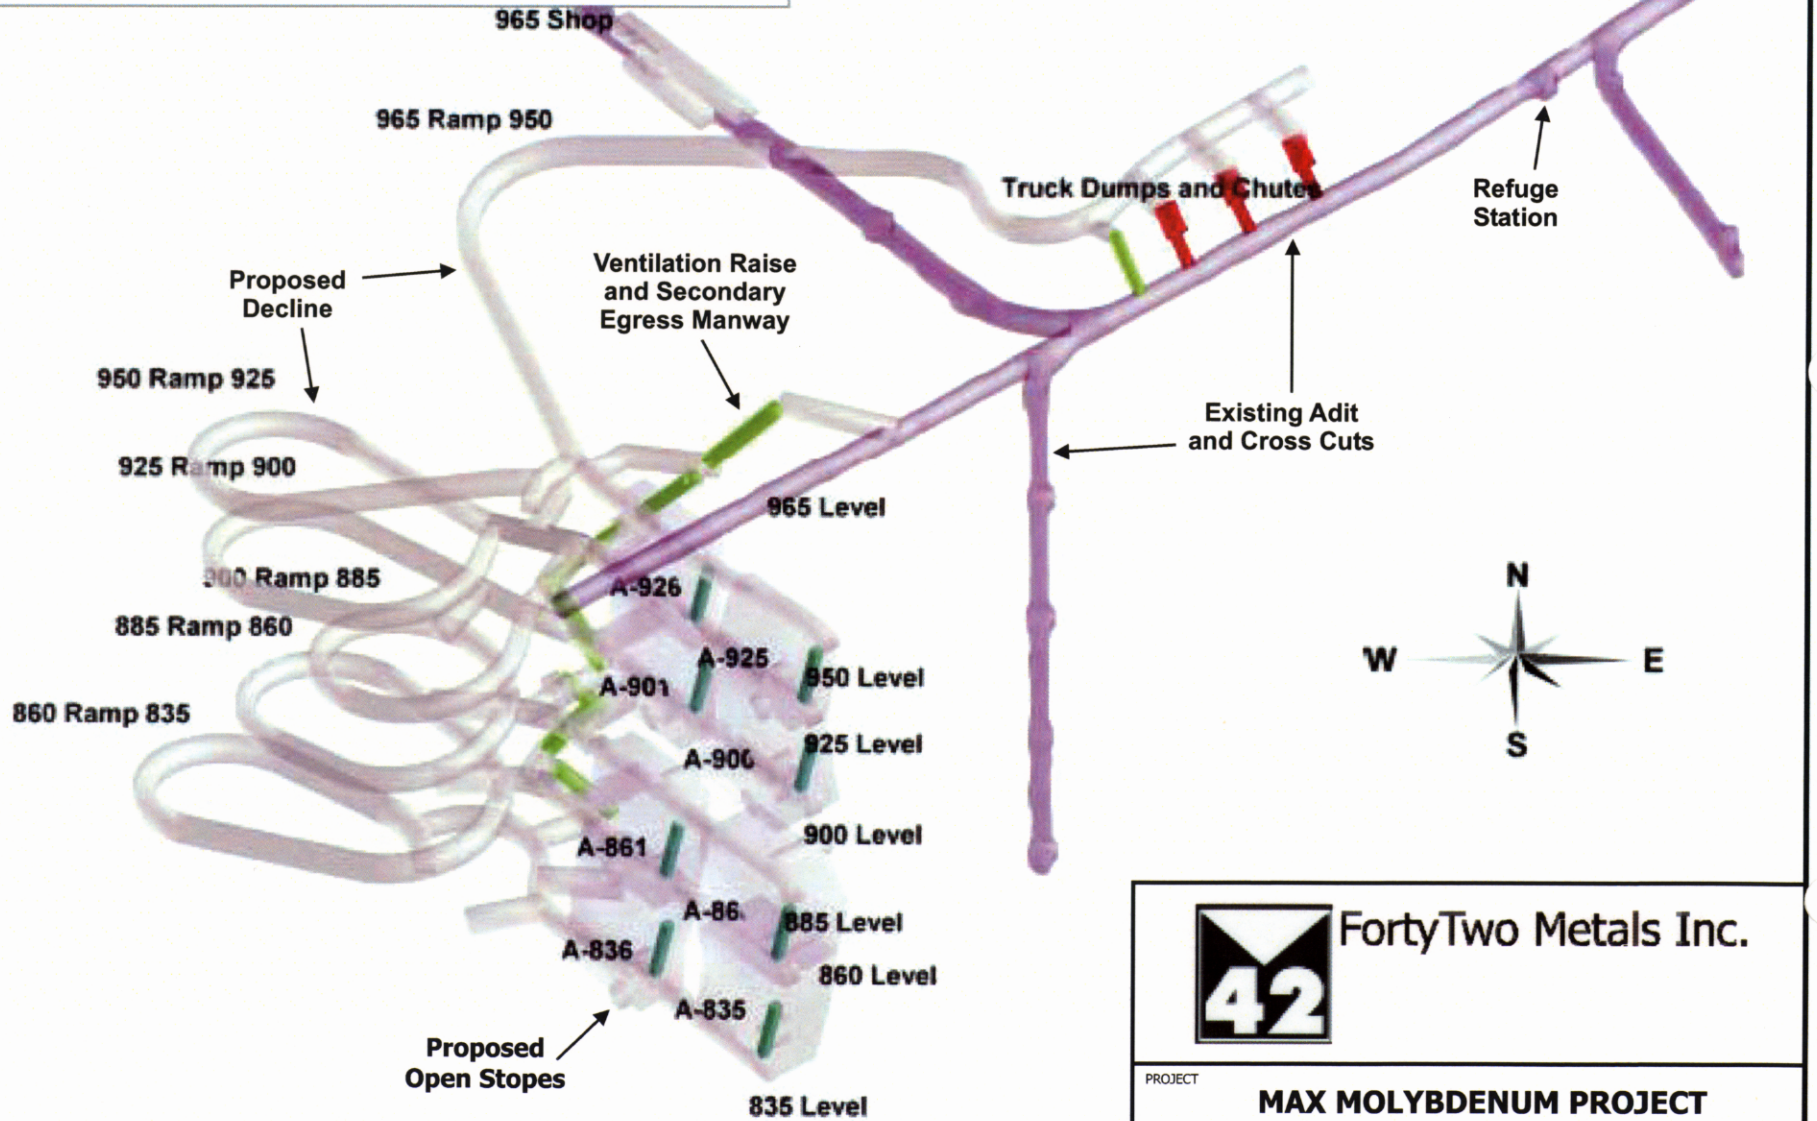 965 Shop
965 Ramp 950
Truck Dumps and Chutes
Refuge
Station
Proposed
Decline
Ventilation Raise
and Secondary
Egress Manway
950 Ramp 925
Existing Adit
and Cross Cuts
925 Ramp 900
965 Level
900 Ramp 885
A-926
885 Ramp 860
A-925
950 Level
A-901
860 Ramp 835
925 Level
A-900
900 Level
A-861
A-86
885 Level
A-836
860 Level
A-835
Proposed
Open Stopes
835 Level
N
W
E
S
42
FortyTwo Metals Inc.
PROJECT
MAX MOLYBDENUM PROJECT